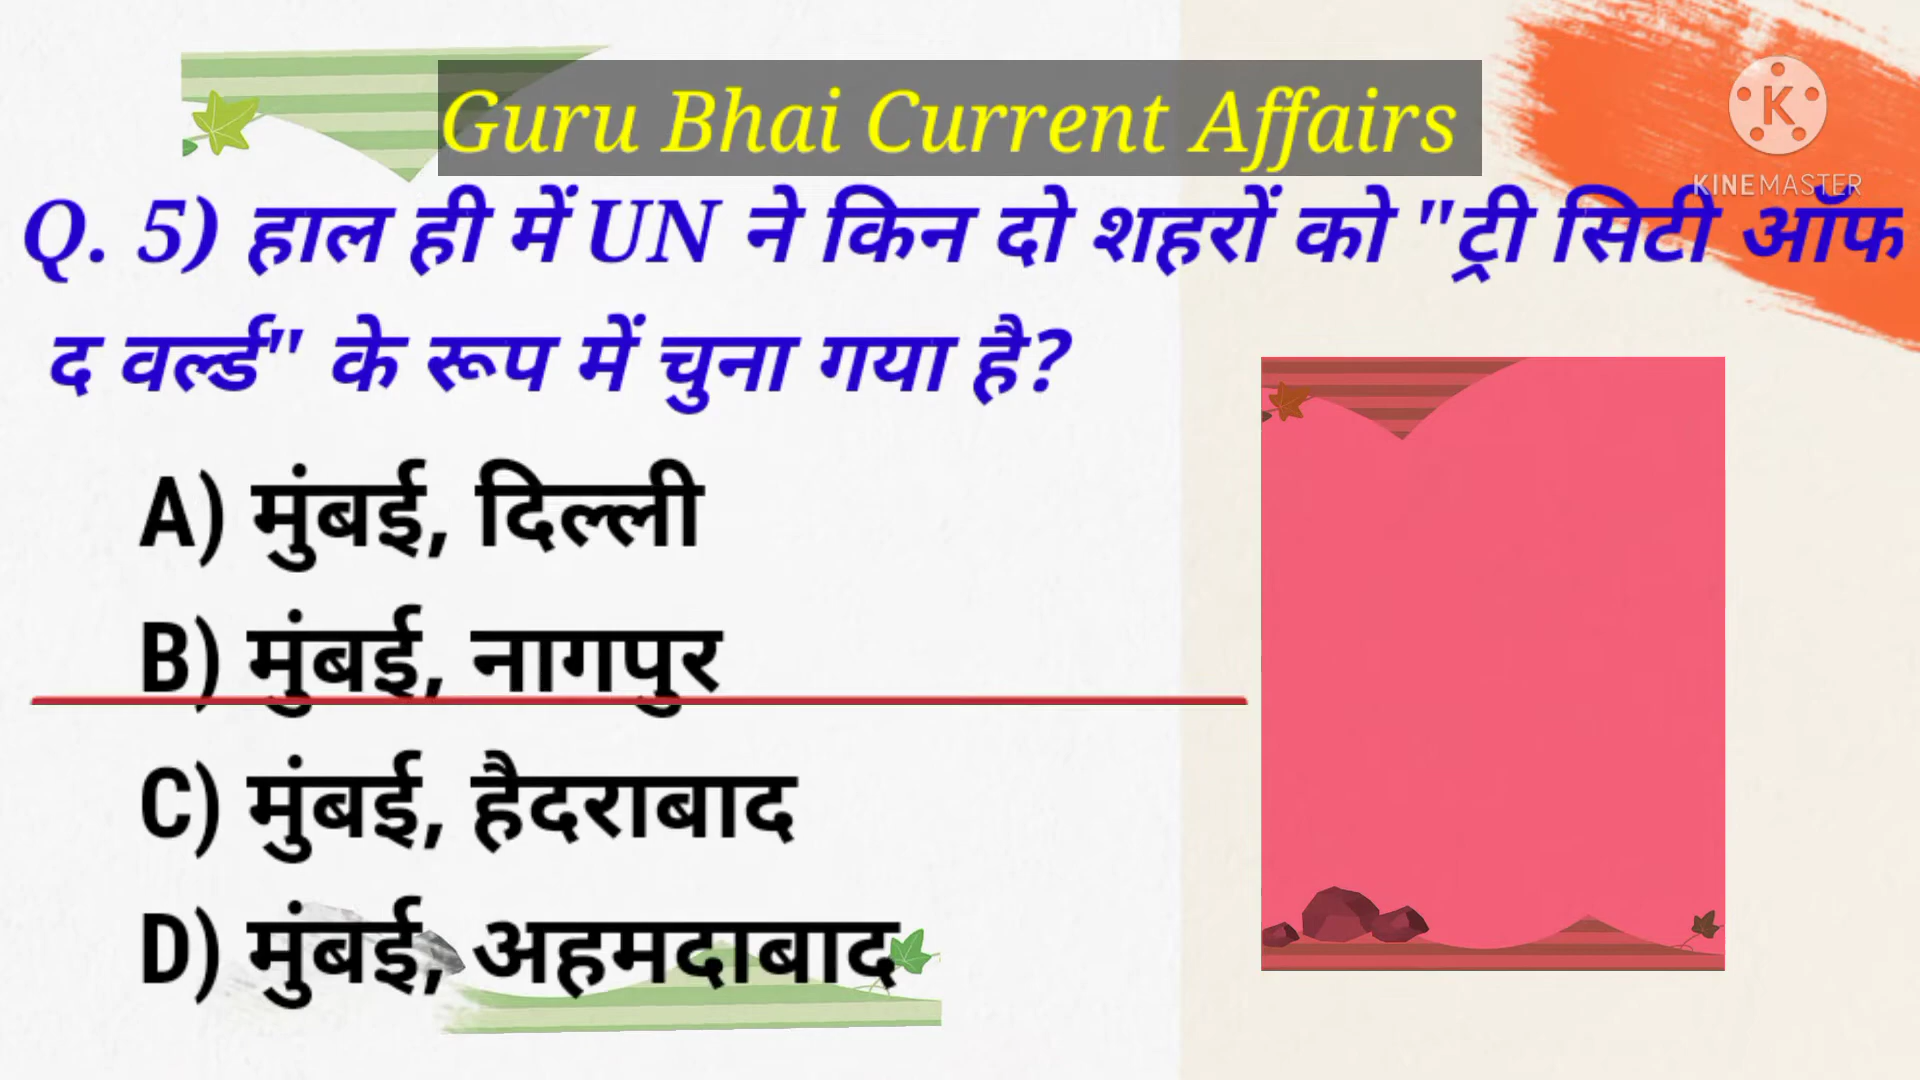 Guru Bhai Current Affairs
K
KINEMASTER
Q. 5) हाल ही में UN ने किन दो शहरों को "ट्री सिटी ऑफ
द वर्ल्ड" के रूप में चुना गया है?
A) मुंबई, दिल्ली
B) मुंबई, नागपुर
C) मुंबई, हैदराबाद
D) मुंबई, अहमदाबाद